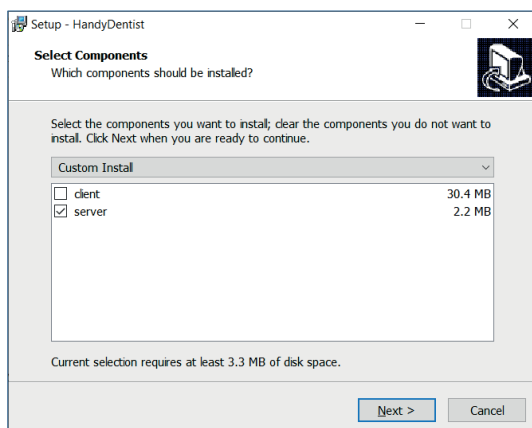 Setup - HandyDentist
Select Components
Which components should be installed?
Select the components you want to install; clear the components you do not want to
install. Click Next when you are ready to continue.
Custom Install
client 30.4 MB
server 2.2 MB
Current selection requires at least 3.3 MB of disk space.
Next > Cancel